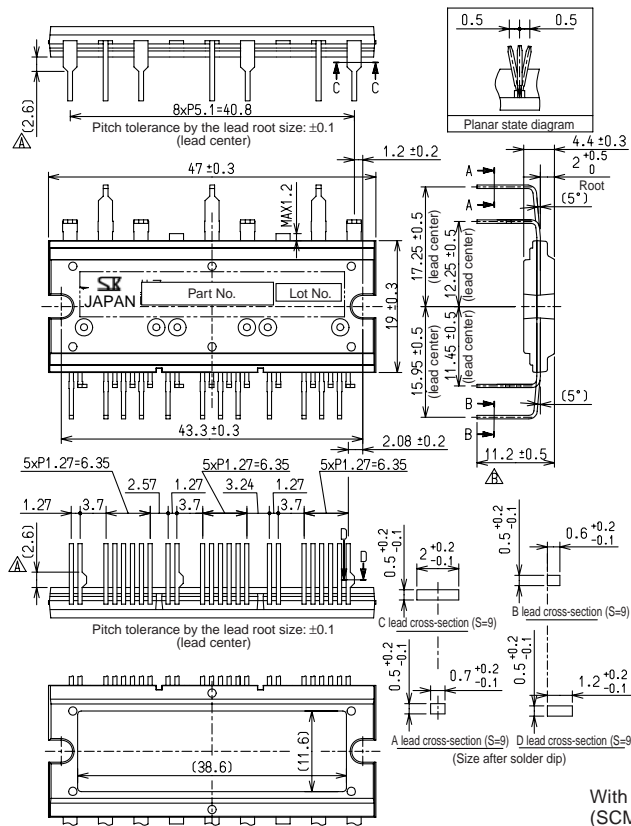 0.5 0.5
Planar state diagram
(2.6)
A
C C
8xP5.1=40.8
Pitch tolerance by the lead root size: ±0.1
(lead center)
1.2 ±0.2
47 ±0.3
MAX1.2
4.4 ±0.3
2 +0.5 0
Root
(5°)
A
A
17.25 ±0.5
(lead center)
12.25 ±0.5
(lead center)
SK
JAPAN
Part No.
Lot No.
19 ±0.3
15.95 ±0.5
(lead center)
11.45 ±0.5
(lead center)
B
B
(5°)
43.3 ±0.3
2.08 ±0.2
11.2 ±0.5
B
5xP1.27=6.35 5xP1.27=6.35 5xP1.27=6.35
2.57 1.27 3.24 1.27
1.27 3.7 3.7 3.7
(2.6)
A
D
D
Pitch tolerance by the lead root size: ±0.1
(lead center)
2 +0.2 -0.1
0.5 +0.2 -0.1
C lead cross-section (S=9)
0.6 +0.2 -0.1
0.5 +0.2 -0.1
B lead cross-section (S=9)
0.7 +0.2 -0.1
0.5 +0.2 -0.1
A lead cross-section (S=9)
1.2 +0.2 -0.1
0.5 +0.2 -0.1
D lead cross-section (S=9
(Size after solder dip)
(38.6)
(11.6)
With
(SCM